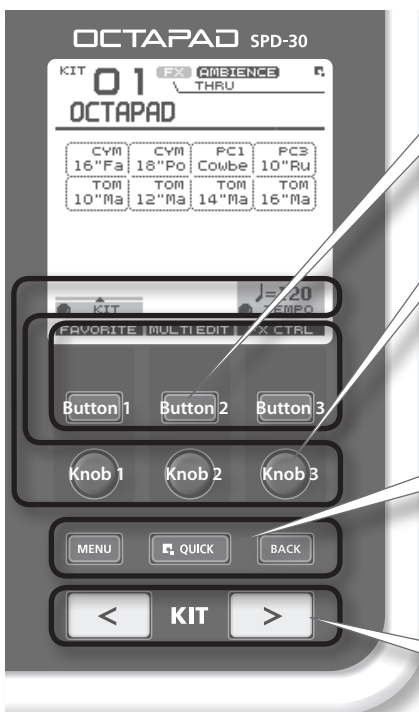 OCTAPAD SPD-30
KIT 01 FX AMBIENCE
THRU
OCTAPAD
CYM CYM PC1 PC3
16"Fa 18"Po Cowbe 10"Ru
TOM TOM TOM TOM
10"Ma 12"Ma 14"Ma 16"Ma
♩=120
KIT TEMPO
FAVORITE MULTI EDIT FX CTRL
Button 1 Button 2 Button 3
Knob 1 Knob 2 Knob 3
MENU QUICK BACK
< KIT >